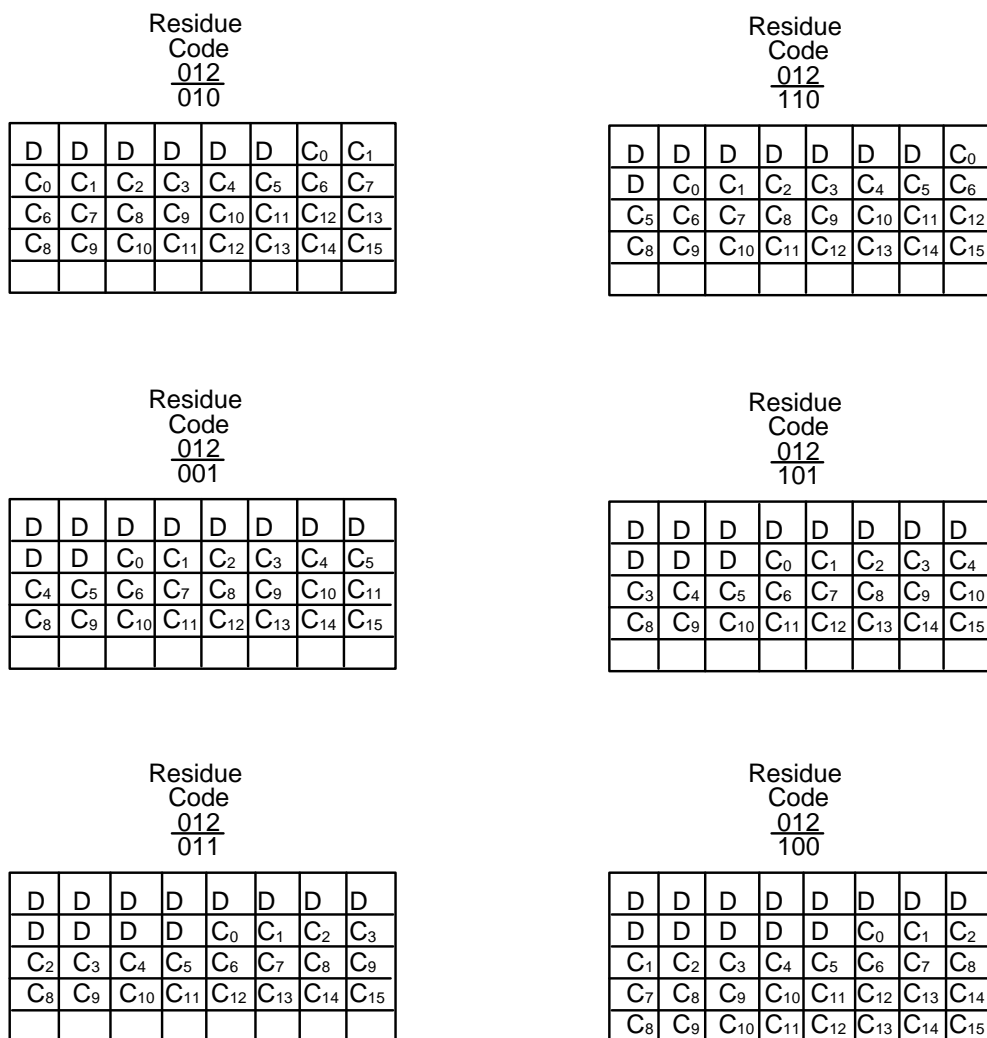 Residue
Code
012
010
D D D D D D C₀ C₁
C₀ C₁ C₂ C₃ C₄ C₅ C₆ C₇
C₆ C₇ C₈ C₉ C₁₀ C₁₁ C₁₂ C₁₃
C₈ C₉ C₁₀ C₁₁ C₁₂ C₁₃ C₁₄ C₁₅
Residue
Code
012
110
D D D D D D D C₀
D C₀ C₁ C₂ C₃ C₄ C₅ C₆
C₅ C₆ C₇ C₈ C₉ C₁₀ C₁₁ C₁₂
C₈ C₉ C₁₀ C₁₁ C₁₂ C₁₃ C₁₄ C₁₅
Residue
Code
012
001
D D D D D D D D
D D C₀ C₁ C₂ C₃ C₄ C₅
C₄ C₅ C₆ C₇ C₈ C₉ C₁₀ C₁₁
C₈ C₉ C₁₀ C₁₁ C₁₂ C₁₃ C₁₄ C₁₅
Residue
Code
012
101
D D D D D D D D
D D D C₀ C₁ C₂ C₃ C₄
C₃ C₄ C₅ C₆ C₇ C₈ C₉ C₁₀
C₈ C₉ C₁₀ C₁₁ C₁₂ C₁₃ C₁₄ C₁₅
Residue
Code
012
011
D D D D D D D D
D D D D C₀ C₁ C₂ C₃
C₂ C₃ C₄ C₅ C₆ C₇ C₈ C₉
C₈ C₉ C₁₀ C₁₁ C₁₂ C₁₃ C₁₄ C₁₅
Residue
Code
012
100
D D D D D D D D
D D D D D C₀ C₁ C₂
C₁ C₂ C₃ C₄ C₅ C₆ C₇ C₈
C₇ C₈ C₉ C₁₀ C₁₁ C₁₂ C₁₃ C₁₄
C₈ C₉ C₁₀ C₁₁ C₁₂ C₁₃ C₁₄ C₁₅